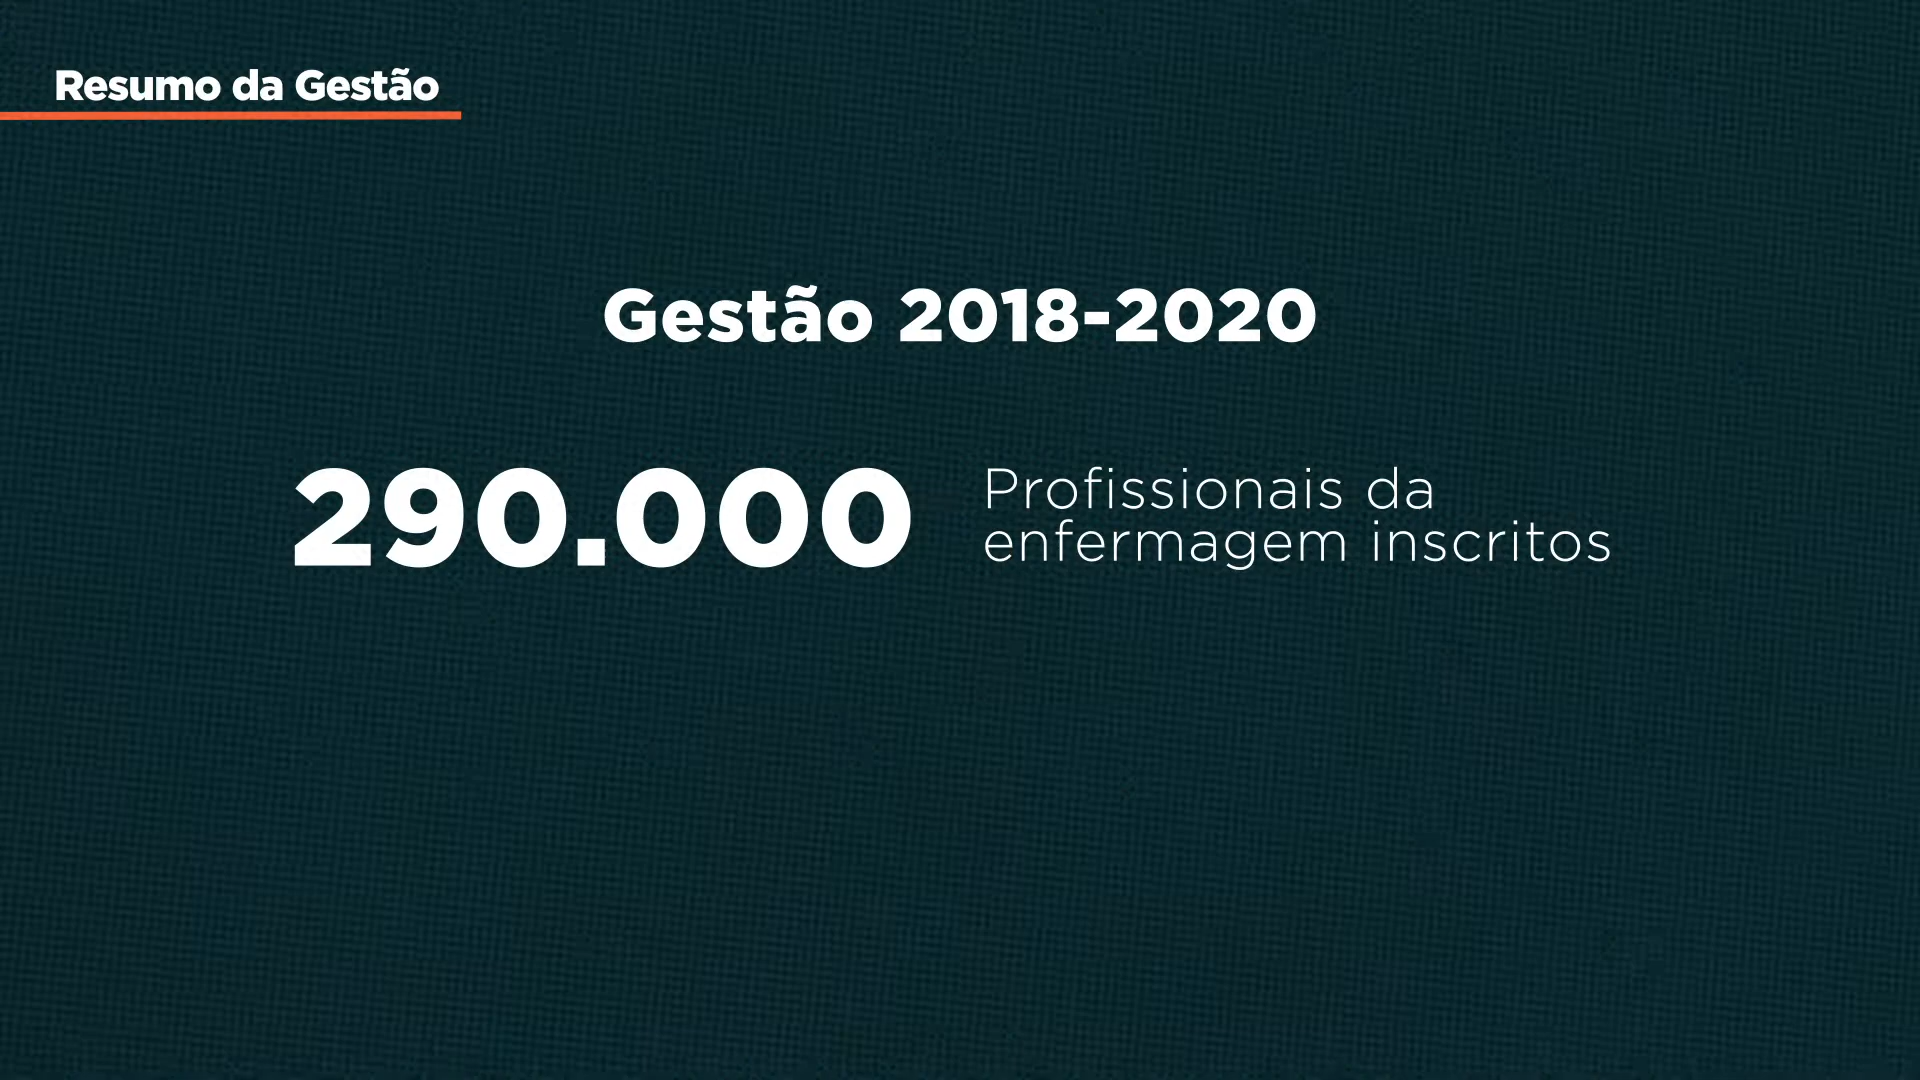 Resumo da Gestão
Gestão 2018-2020
290.000
Profissionais da
enfermagem inscritos